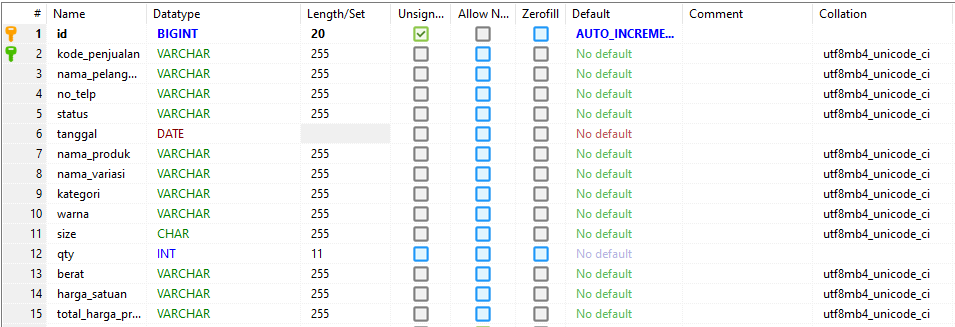 # Name Datatype Length/Set Unsign... Allow N... Zerofill Default Comment Collation
1 id BIGINT 20 AUTO_INCREME...
2 kode_penjualan VARCHAR 255 No default utf8mb4_unicode_ci
3 nama_pelang... VARCHAR 255 No default utf8mb4_unicode_ci
4 no_telp VARCHAR 255 No default utf8mb4_unicode_ci
5 status VARCHAR 255 No default utf8mb4_unicode_ci
6 tanggal DATE No default
7 nama_produk VARCHAR 255 No default utf8mb4_unicode_ci
8 nama_variasi VARCHAR 255 No default utf8mb4_unicode_ci
9 kategori VARCHAR 255 No default utf8mb4_unicode_ci
10 warna VARCHAR 255 No default utf8mb4_unicode_ci
11 size CHAR 255 No default utf8mb4_unicode_ci
12 qty INT 11 No default
13 berat VARCHAR 255 No default utf8mb4_unicode_ci
14 harga_satuan VARCHAR 255 No default utf8mb4_unicode_ci
15 total_harga_pr... VARCHAR 255 No default utf8mb4_unicode_ci